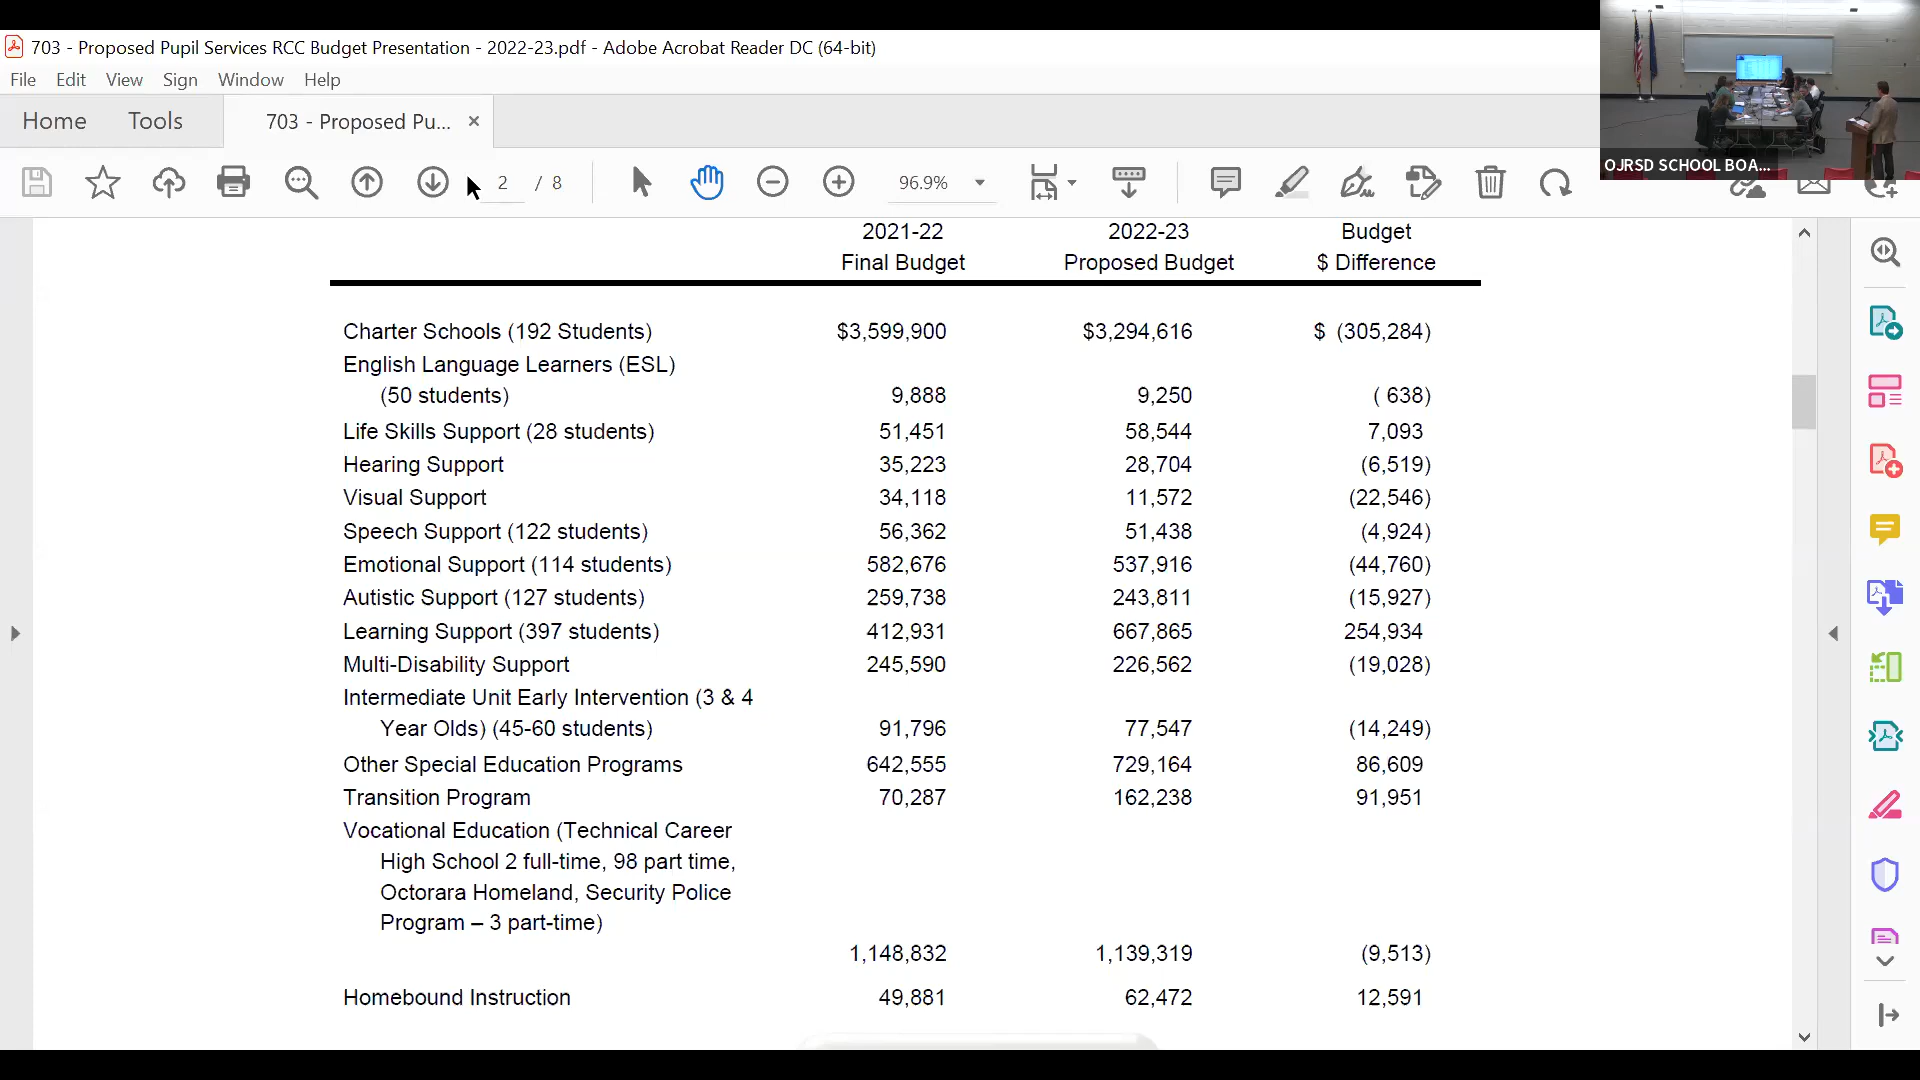 703 - Proposed Pupil Services RCC Budget Presentation - 2022-23.pdf - Adobe Acrobat Reader DC (64-bit)
File Edit View Sign Window Help
Home Tools 703 - Proposed Pu... ×
2 / 8 96.9%
OJRSD SCHOOL BOA...
2021-22 2022-23 Budget
Final Budget Proposed Budget $ Difference
Charter Schools (192 Students) $3,599,900 $3,294,616 $ (305,284)
English Language Learners (ESL)
(50 students) 9,888 9,250 ( 638)
Life Skills Support (28 students) 51,451 58,544 7,093
Hearing Support 35,223 28,704 (6,519)
Visual Support 34,118 11,572 (22,546)
Speech Support (122 students) 56,362 51,438 (4,924)
Emotional Support (114 students) 582,676 537,916 (44,760)
Autistic Support (127 students) 259,738 243,811 (15,927)
Learning Support (397 students) 412,931 667,865 254,934
Multi-Disability Support 245,590 226,562 (19,028)
Intermediate Unit Early Intervention (3 & 4
Year Olds) (45-60 students) 91,796 77,547 (14,249)
Other Special Education Programs 642,555 729,164 86,609
Transition Program 70,287 162,238 91,951
Vocational Education (Technical Career
High School 2 full-time, 98 part time,
Octorara Homeland, Security Police
Program – 3 part-time)
1,148,832 1,139,319 (9,513)
Homebound Instruction 49,881 62,472 12,591